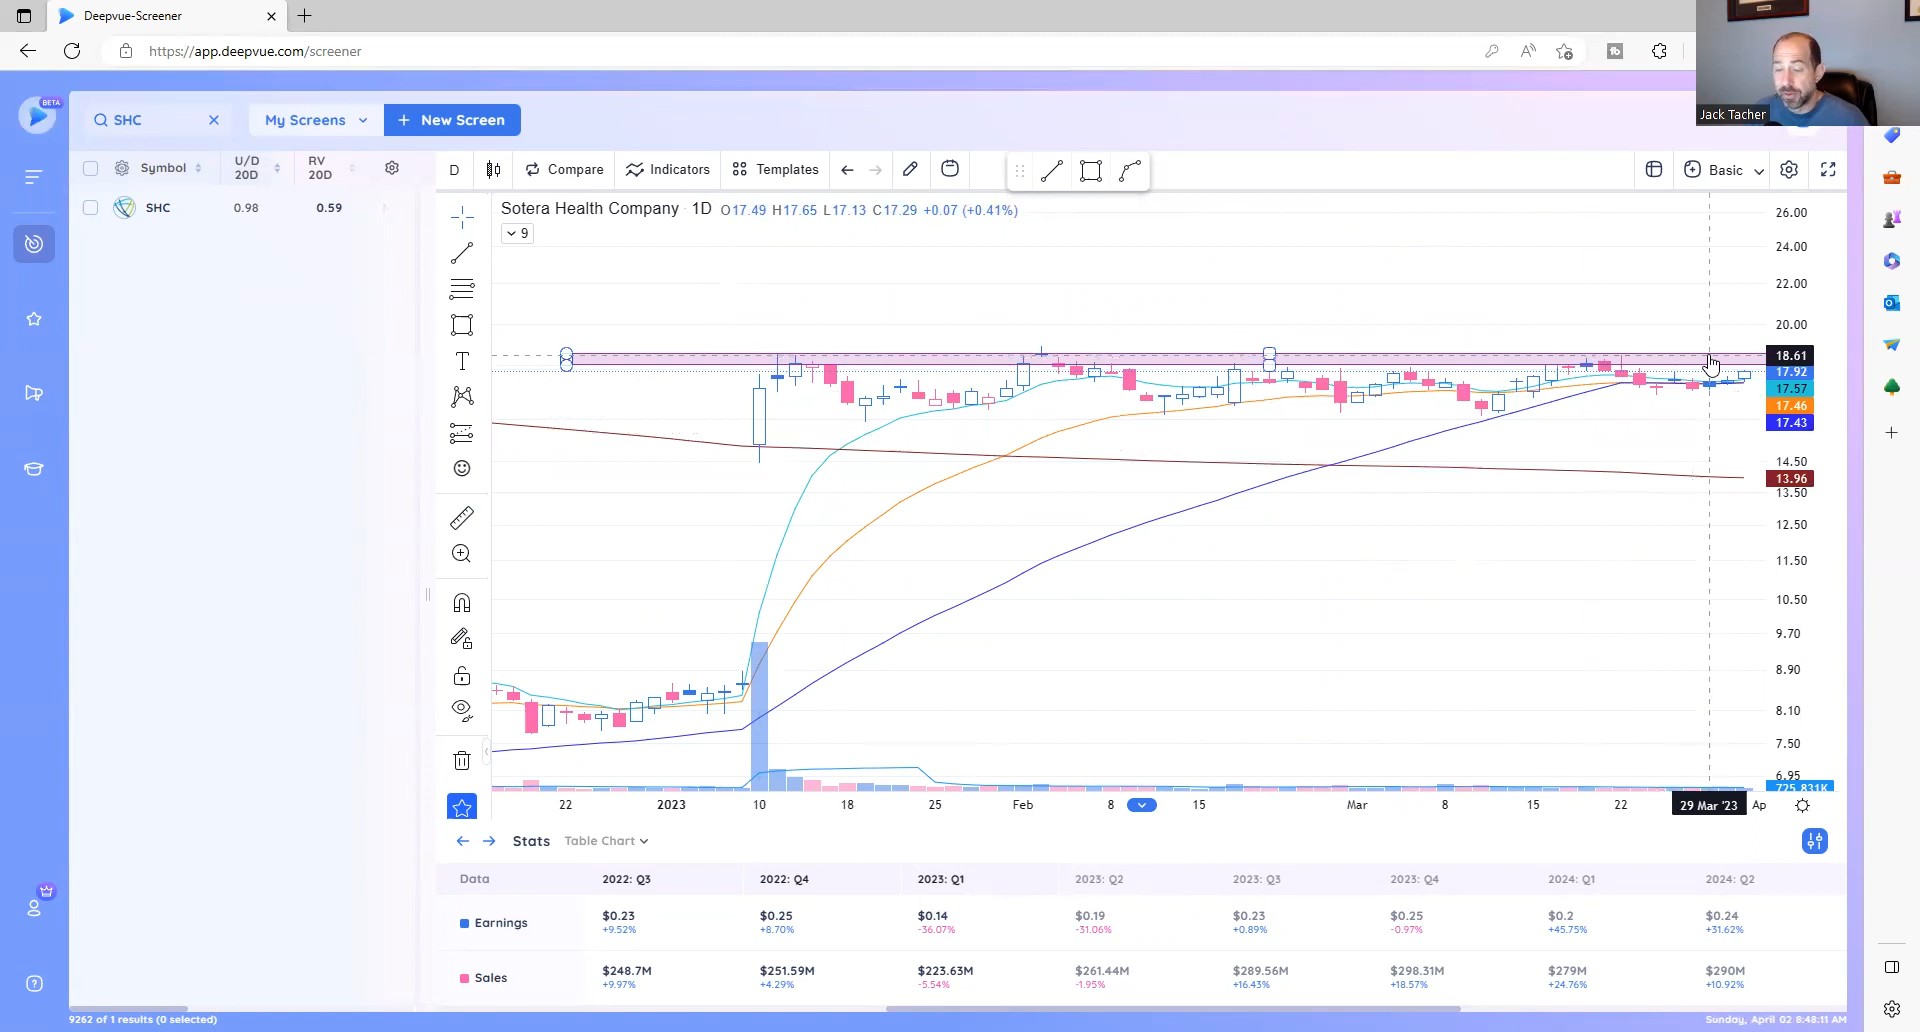 Deepvue-Screener
https://app.deepvue.com/screener
Jack Tacher
BETA
SHC
My Screens
+ New Screen
Symbol
U/D 20D
RV 20D
SHC
0.98
0.59
D
Compare
Indicators
Templates
Basic
Sotera Health Company · 1D O17.49 H17.65 L17.13 C17.29 +0.07 (+0.41%)
9
26.00
24.00
22.00
20.00
18.61
17.92
17.57
17.46
17.43
14.50
13.96
13.50
12.50
11.50
10.50
9.70
8.90
8.10
7.50
6.95
725.831K
22 2023 10 18 25 Feb 8 15 Mar 8 15 22 29 Mar '23 Ap
Stats Table Chart
Data 2022: Q3 2022: Q4 2023: Q1 2023: Q2 2023: Q3 2023: Q4 2024: Q1 2024: Q2
Earnings $0.23 $0.25 $0.14 $0.19 $0.23 $0.25 $0.2 $0.24
+9.52% +8.70% -36.07% -31.06% +0.89% -0.97% +45.75% +31.62%
Sales $248.7M $251.59M $223.63M $261.44M $289.56M $298.31M $279M $290M
+9.97% +4.29% -5.54% -1.95% +16.43% +18.57% +24.76% +10.92%
9262 of 1 results (0 selected)
Sunday, April 02 8:48:11 AM